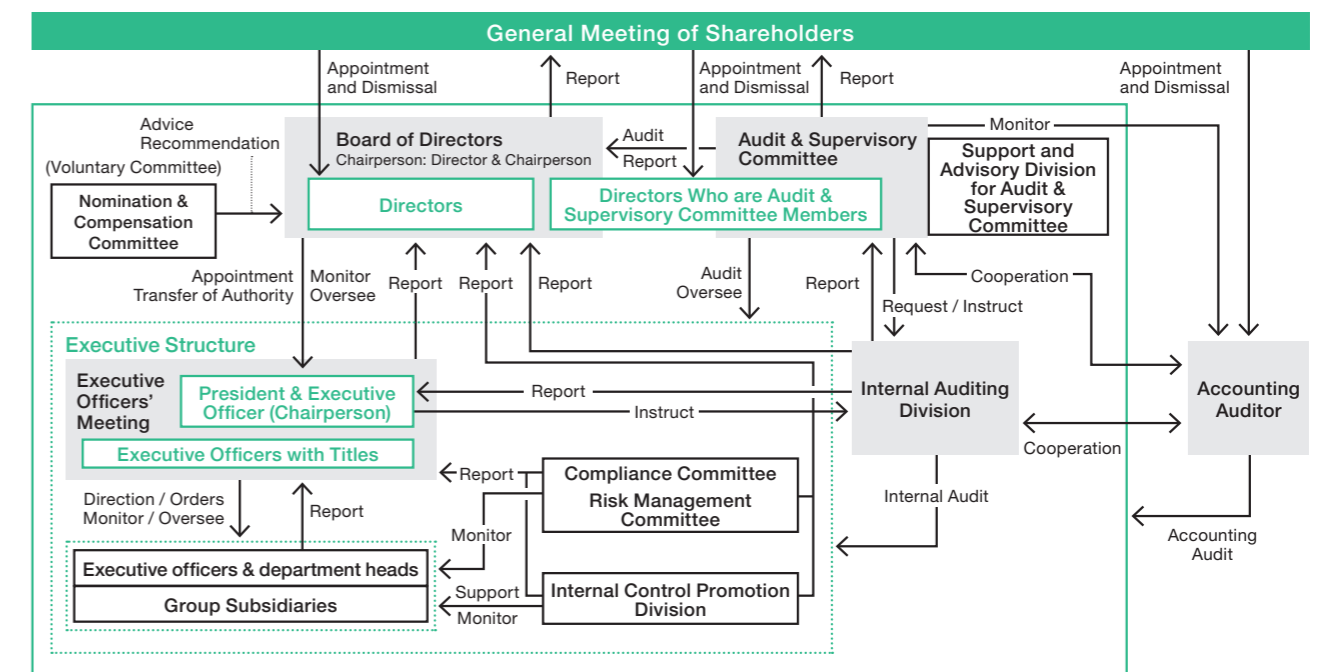 General Meeting of Shareholders
Appointment
and Dismissal
Report
Appointment
and Dismissal
Report
Appointment
and Dismissal
Advice
Recommendation
(Voluntary Committee)
Nomination &
Compensation
Committee
Board of Directors
Chairperson: Director & Chairperson
Directors
Audit
Report
Audit & Supervisory
Committee
Directors Who are Audit &
Supervisory Committee Members
Monitor
Support and
Advisory Division
for Audit &
Supervisory
Committee
Appointment
Transfer of Authority
Monitor
Oversee
Report
Report
Report
Audit
Oversee
Report
Request / Instruct
Cooperation
Executive Structure
Executive
Officers'
Meeting
President & Executive
Officer (Chairperson)
Executive Officers with Titles
Report
Instruct
Internal Auditing
Division
Accounting
Auditor
Cooperation
Direction / Orders
Monitor / Oversee
Report
Report
Monitor
Compliance Committee
Risk Management
Committee
Internal Audit
Accounting
Audit
Executive officers & department heads
Group Subsidiaries
Support
Monitor
Internal Control Promotion
Division